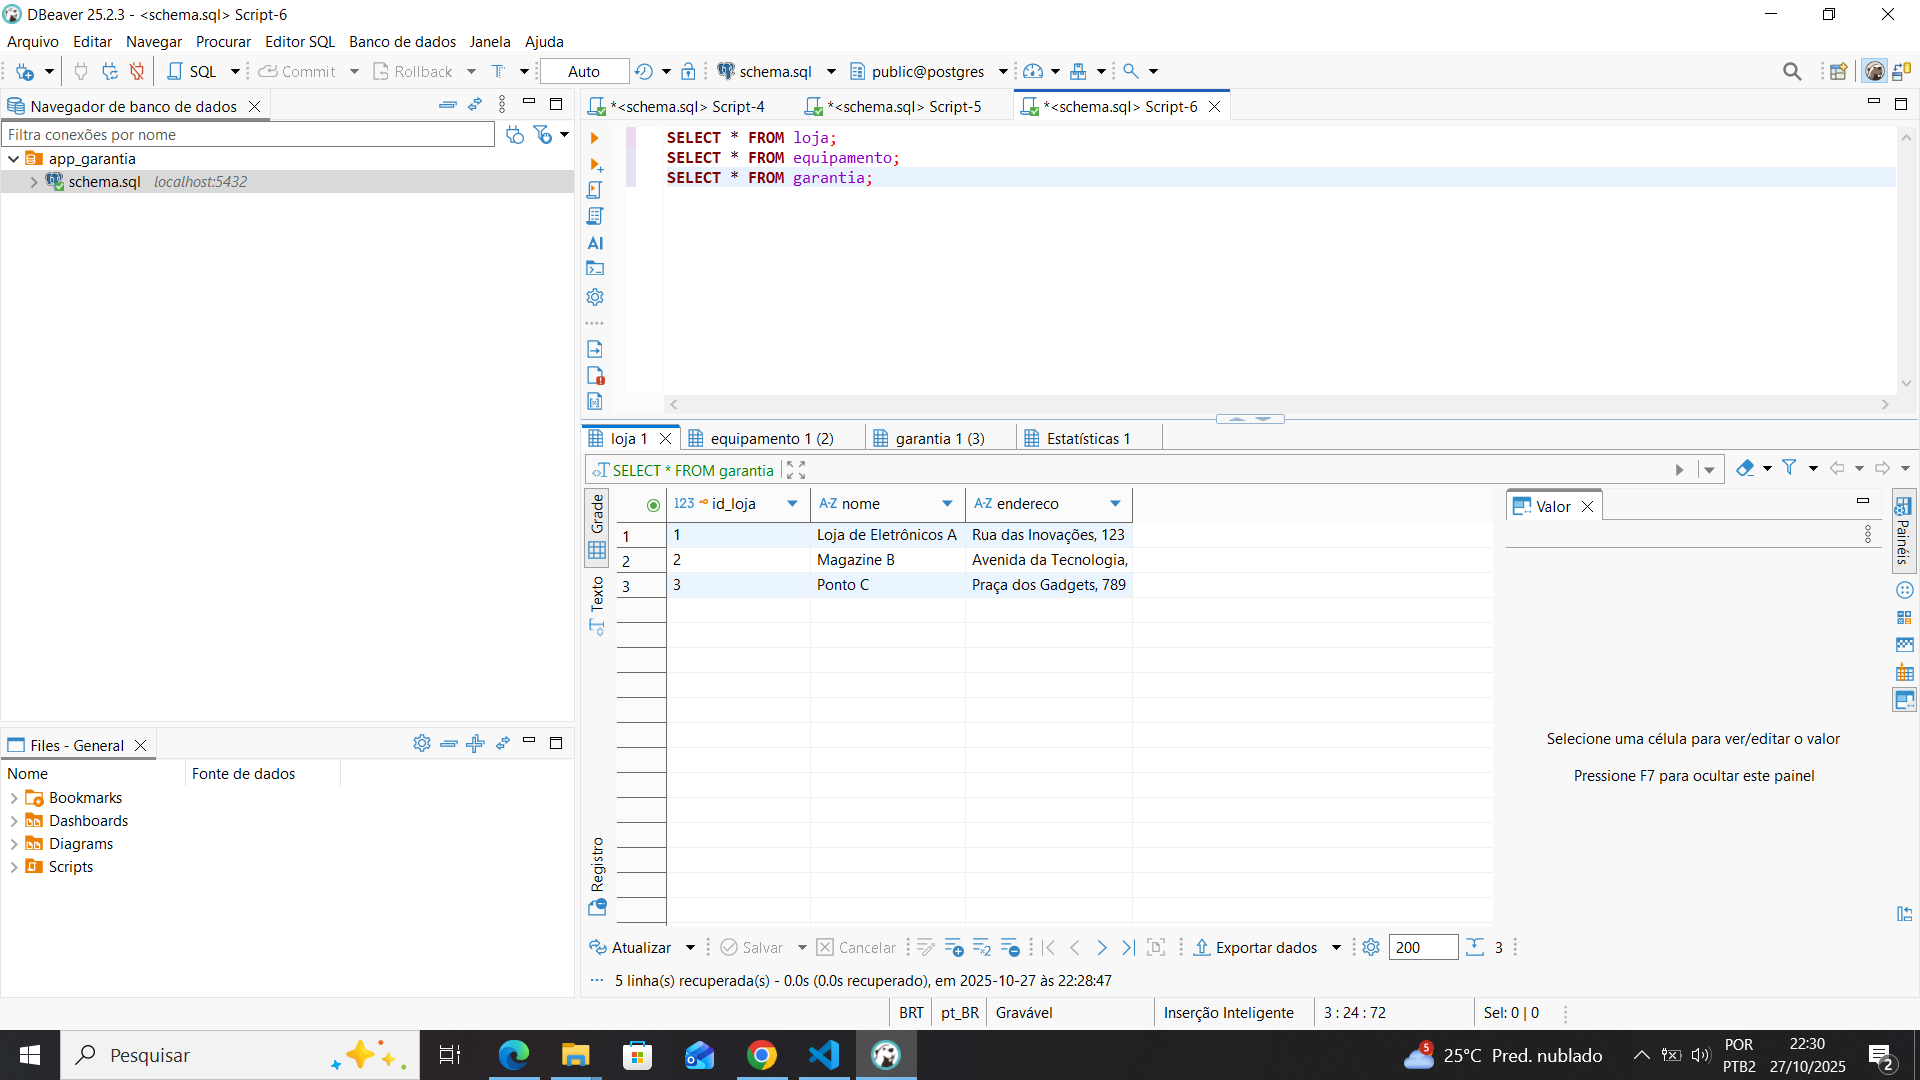 DBeaver 25.2.3 - <schema.sql> Script-6
Arquivo Editar Navegar Procurar Editor SQL Banco de dados Janela Ajuda
SQL Commit Rollback T Auto schema.sql public@postgres
Navegador de banco de dados
Filtra conexões por nome
app_garantia
schema.sql localhost:5432
*<schema.sql> Script-4 *<schema.sql> Script-5 *<schema.sql> Script-6
SELECT * FROM loja;
SELECT * FROM equipamento;
SELECT * FROM garantia;
AI
loja 1 equipamento 1 (2) garantia 1 (3) Estatísticas 1
SELECT * FROM garantia
Grade
Texto
Registro
123 id_loja A-Z nome A-Z endereco
1 1 Loja de Eletrônicos A Rua das Inovações, 123
2 2 Magazine B Avenida da Tecnologia,
3 3 Ponto C Praça dos Gadgets, 789
Valor
Painéis
Selecione uma célula para ver/editar o valor
Pressione F7 para ocultar este painel
Files - General
Nome Fonte de dados
Bookmarks
Dashboards
Diagrams
Scripts
Atualizar Salvar Cancelar Exportar dados 200 3
5 linha(s) recuperada(s) - 0.0s (0.0s recuperado), em 2025-10-27 às 22:28:47
BRT pt_BR Gravável Inserção Inteligente 3 : 24 : 72 Sel: 0 | 0
Pesquisar
5 25°C Pred. nublado
POR
PTB2
22:30
27/10/2025
2